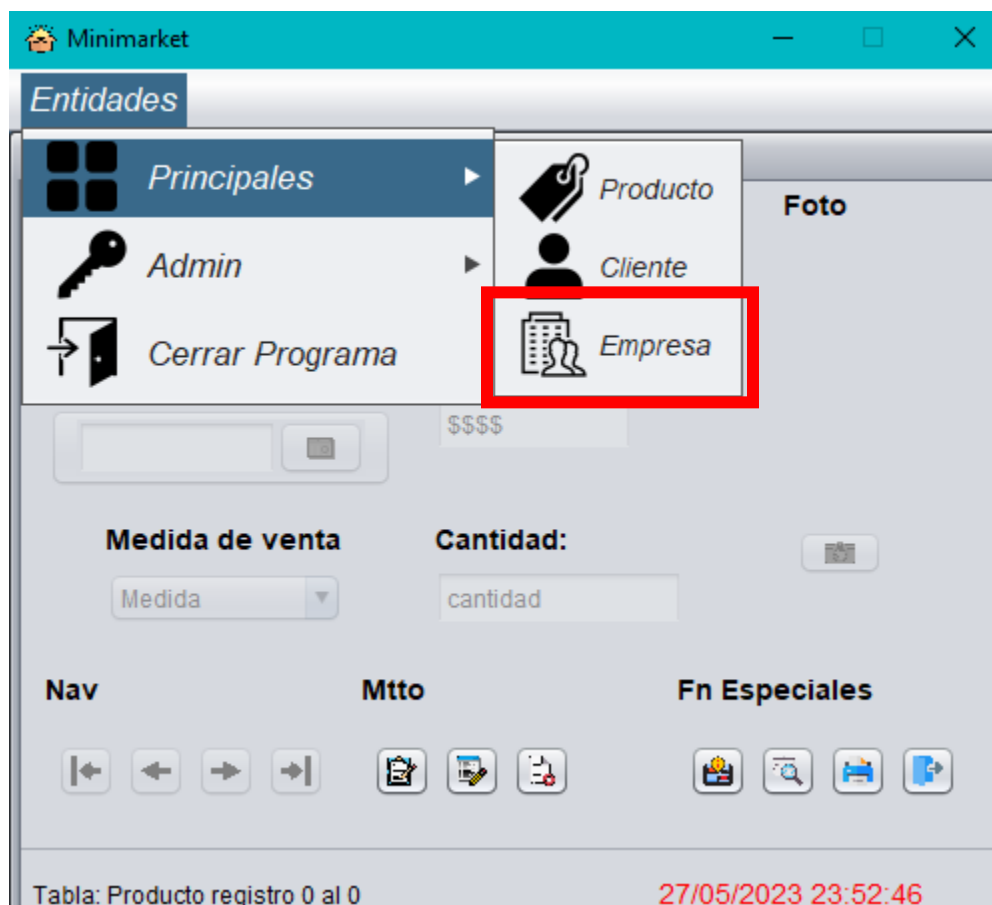 Minimarket
Entidades
Principales
Admin
Cerrar Programa
Producto
Cliente
Empresa
Foto
$$$$
Medida de venta
Cantidad:
Medida
cantidad
Nav
Mtto
Fn Especiales
Tabla: Producto registro 0 al 0
27/05/2023 23:52:46